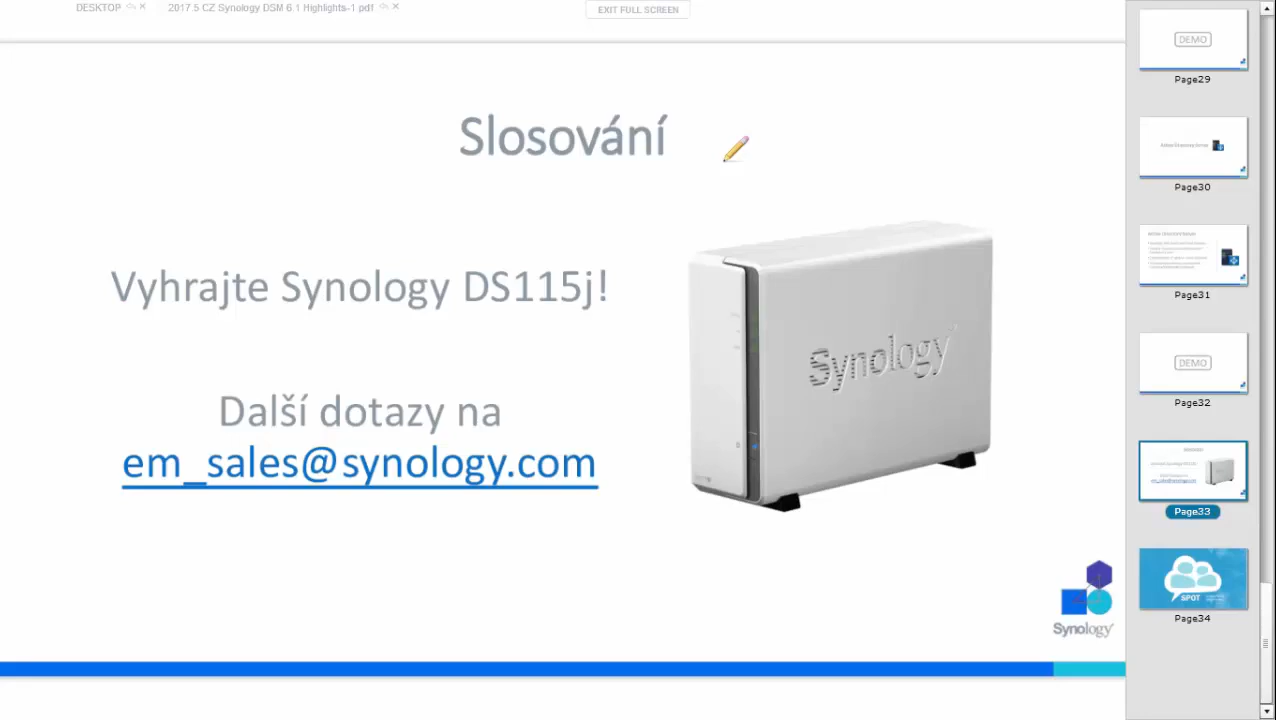 DESKTOP
2017.5 CZ Synology DSM 6.1 Highlights-1 pdf
EXIT FULL SCREEN
Slosování
Vyhrajte Synology DS115j!
Další dotazy na
em_sales@synology.com
Synology
Synology
DEMO
Page29
Page30
Page31
DEMO
Page32
Page33
SPOT
Page34